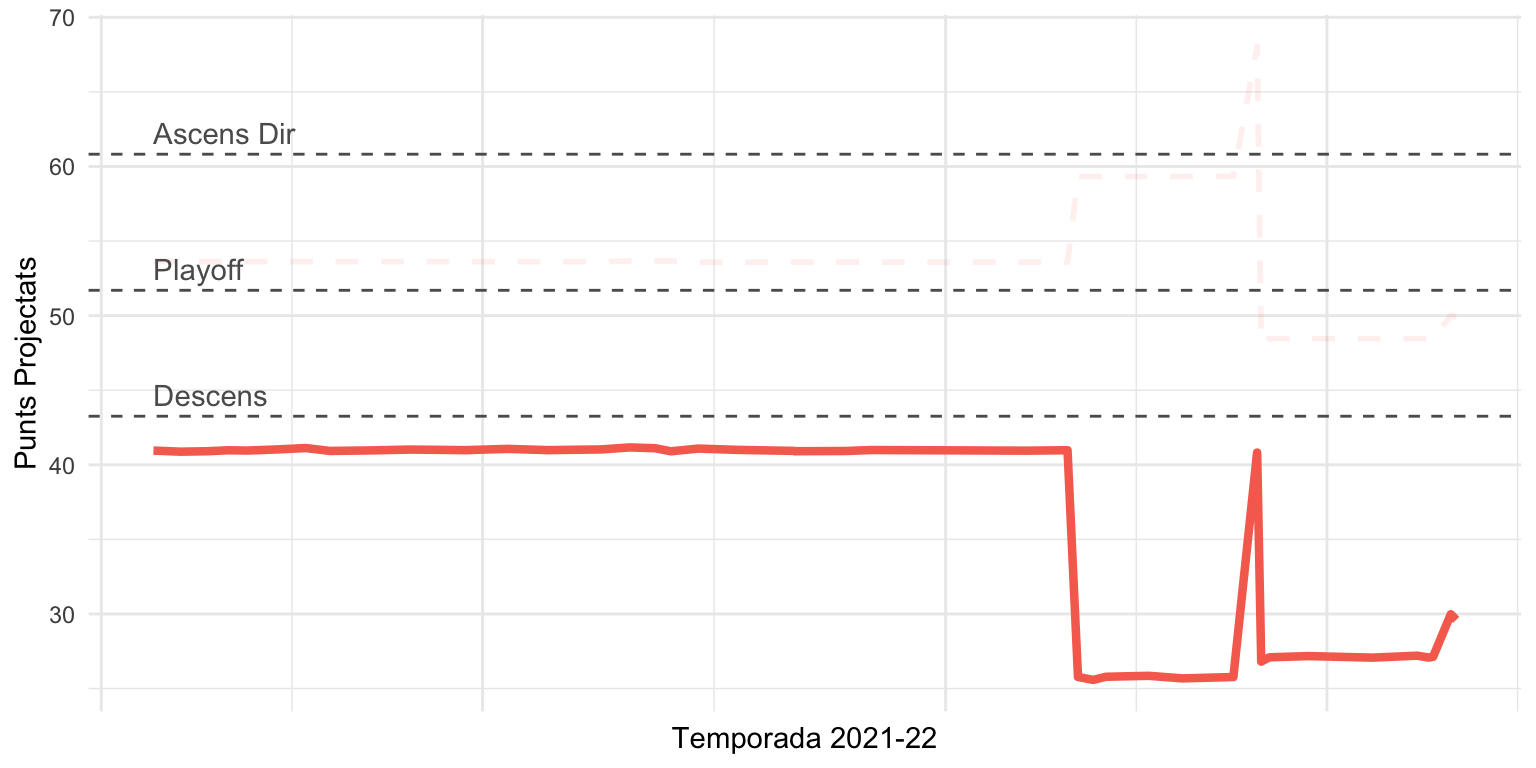 70
Ascens Dir
60
Playoff
50
Descens
40
30
Punts Projectats
Temporada 2021-22